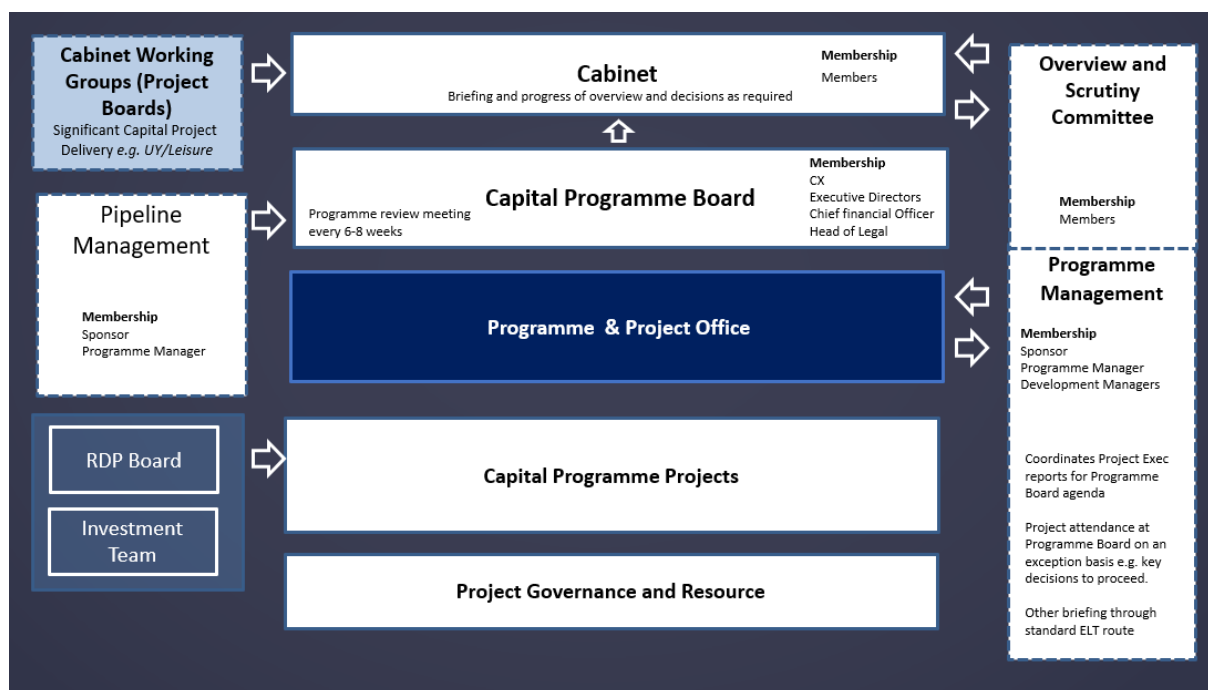 Cabinet Working
Groups (Project
Boards)
Significant Capital Project
Delivery e.g. UY/Leisure
Cabinet
Briefing and progress of overview and decisions as required
Membership
Members
Overview and
Scrutiny
Committee
Membership
Members
Pipeline
Management
Membership
Sponsor
Programme Manager
Capital Programme Board
Programme review meeting
every 6-8 weeks
Membership
CX
Executive Directors
Chief financial Officer
Head of Legal
Programme & Project Office
Programme
Management
Membership
Sponsor
Programme Manager
Development Managers
Coordinates Project Exec
reports for Programme
Board agenda
Project attendance at
Programme Board on an
exception basis e.g. key
decisions to proceed.
Other briefing through
standard ELT route
RDP Board
Investment
Team
Capital Programme Projects
Project Governance and Resource